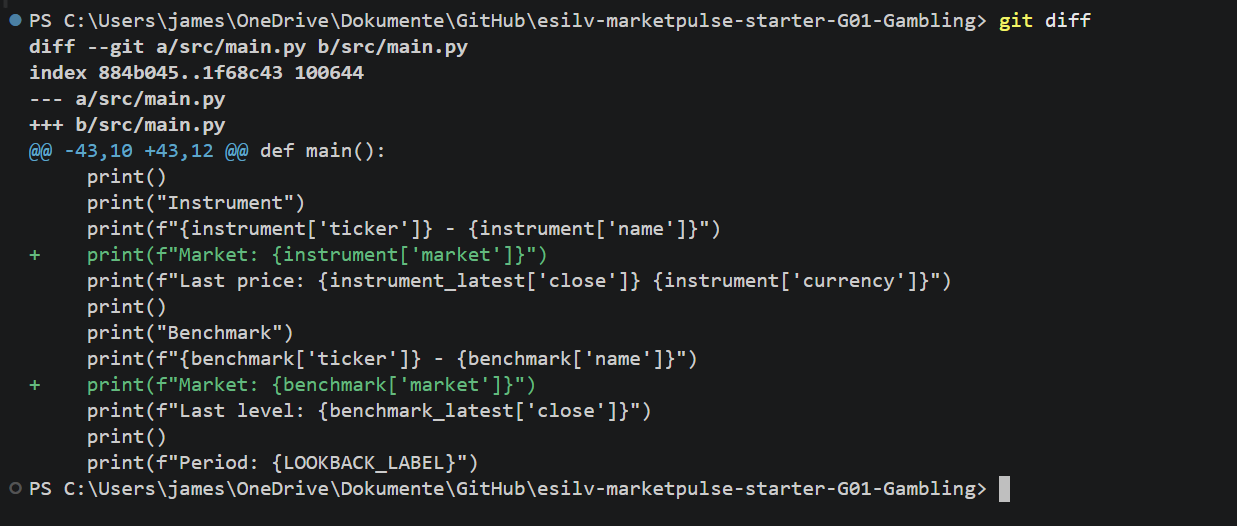 PS C:\Users\james\OneDrive\Dokumente\GitHub\esilv-marketpulse-starter-G01-Gambling> git diff
diff --git a/src/main.py b/src/main.py
index 884b045..1f68c43 100644
--- a/src/main.py
+++ b/src/main.py
@@ -43,10 +43,12 @@ def main():
     print()
     print("Instrument")
     print(f"{instrument['ticker']} - {instrument['name']}")
+    print(f"Market: {instrument['market']}")
     print(f"Last price: {instrument_latest['close']} {instrument['currency']}")
     print()
     print("Benchmark")
     print(f"{benchmark['ticker']} - {benchmark['name']}")
+    print(f"Market: {benchmark['market']}")
     print(f"Last level: {benchmark_latest['close']}")
     print()
     print(f"Period: {LOOKBACK_LABEL}")
PS C:\Users\james\OneDrive\Dokumente\GitHub\esilv-marketpulse-starter-G01-Gambling>